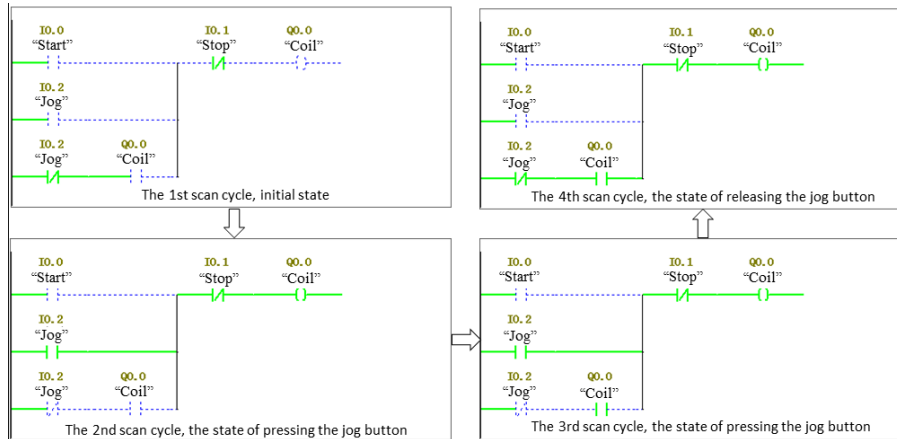 I0.0 I0.1 Q0.0
“Start” “Stop” “Coil”
I0.2
“Jog”
I0.2 Q0.0
“Jog” “Coil”
The 1st scan cycle, initial state
I0.0 I0.1 Q0.0
“Start” “Stop” “Coil”
I0.2
“Jog”
I0.2 Q0.0
“Jog” “Coil”
The 4th scan cycle, the state of releasing the jog button
I0.0 I0.1 Q0.0
“Start” “Stop” “Coil”
I0.2
“Jog”
I0.2 Q0.0
“Jog” “Coil”
The 2nd scan cycle, the state of pressing the jog button
I0.0 I0.1 Q0.0
“Start” “Stop” “Coil”
I0.2
“Jog”
I0.2 Q0.0
“Jog” “Coil”
The 3rd scan cycle, the state of pressing the jog button